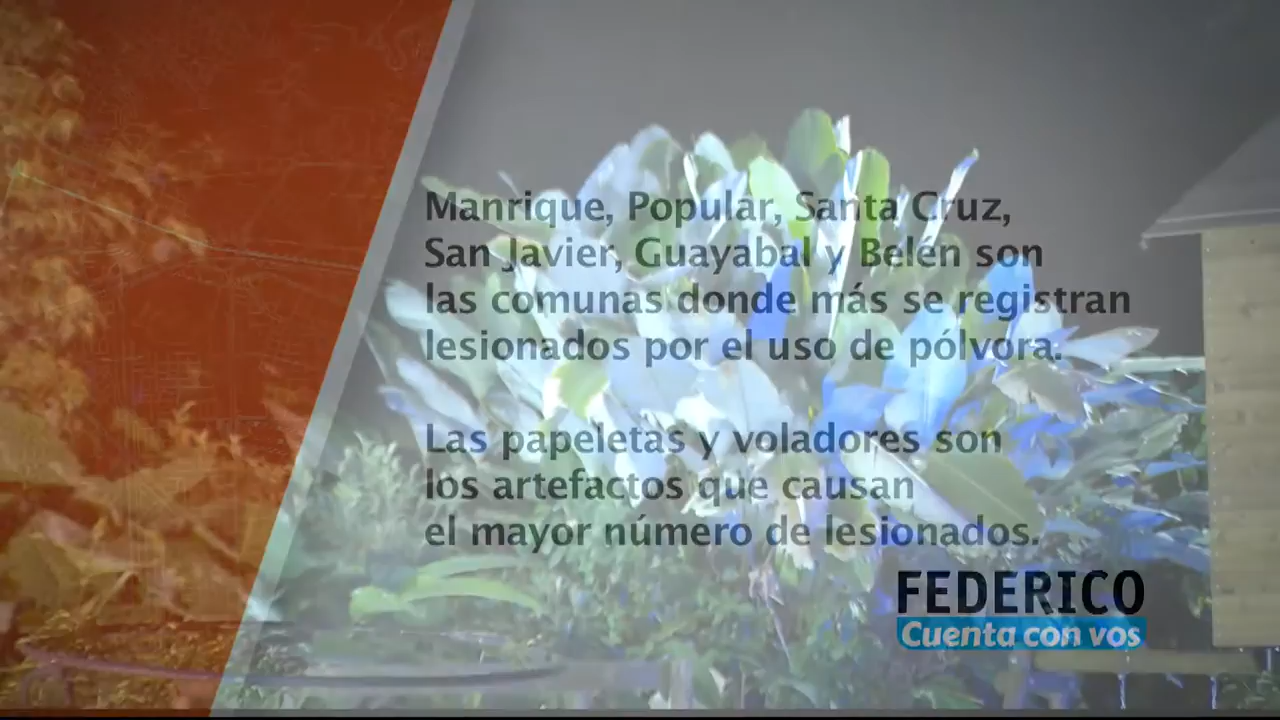 Manrique, Popular, Santa Cruz,
San Javier, Guayabal y Belén son
las comunas donde más se registran
lesionados por el uso de pólvora.
Las papeletas y voladores son
los artefactos que causan
el mayor número de lesionados.
FEDERICO
Cuenta con vos